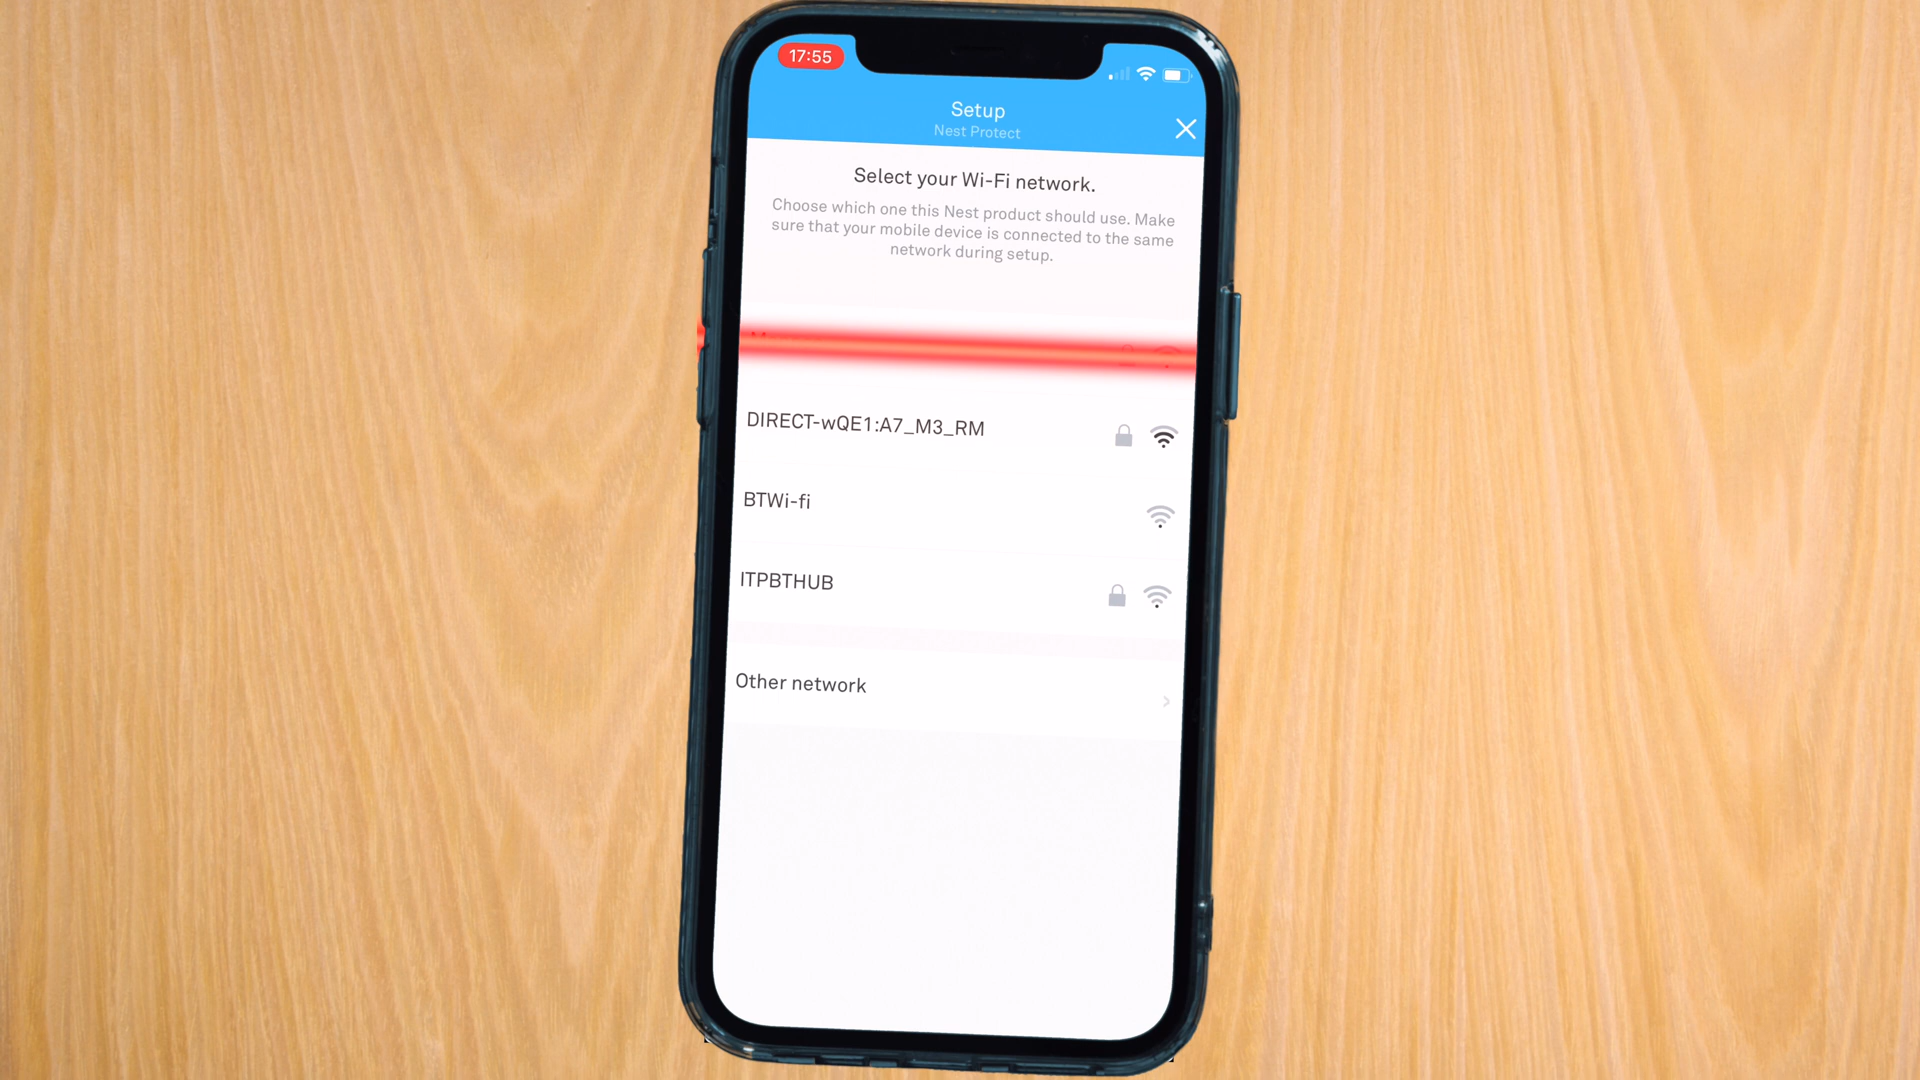 17:55
Setup
Nest Protect
Select your Wi-Fi network.
Choose which one this Nest product should use. Make
sure that your mobile device is connected to the same
network during setup.
DIRECT-wQE1:A7_M3_RM
BTWi-fi
ITPBTHUB
Other network